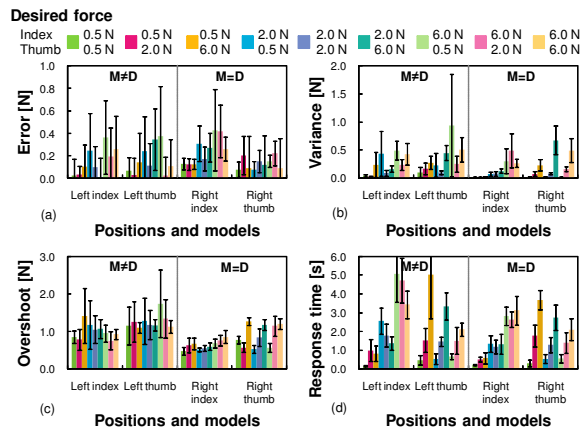 Desired force
Index 0.5 N 0.5 N 0.5 N 2.0 N 2.0 N 2.0 N 6.0 N 6.0 N 6.0 N
Thumb 0.5 N 2.0 N 6.0 N 0.5 N 2.0 N 6.0 N 0.5 N 2.0 N 6.0 N
Error [N]
1.0
0.8
0.6
0.4
0.2
0.0
M≠D M=D
(a)
Left index Left thumb Right index Right thumb
Positions and models
Variance [N]
2.0
1.5
1.0
0.5
0.0
M≠D M=D
(b)
Left index Left thumb Right index Right thumb
Positions and models
Overshoot [N]
3.0
2.0
1.0
0.0
M≠D M=D
(c)
Left index Left thumb Right index Right thumb
Positions and models
Response time [s]
6.0
5.0
4.0
3.0
2.0
1.0
0.0
M≠D M=D
(d)
Left index Left thumb Right index Right thumb
Positions and models